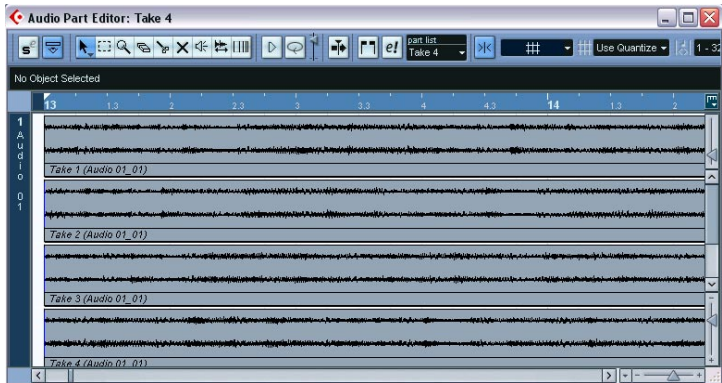 Audio Part Editor: Take 4
part list
Take 4
Use Quantize
1 - 32
No Object Selected
13 1.3 2 2.3 3 3.3 4 4.3 14 1.3 2
1
Audio 01
Take 1 (Audio 01_01)
Take 2 (Audio 01_01)
Take 3 (Audio 01_01)
Take 4 (Audio 01_01)